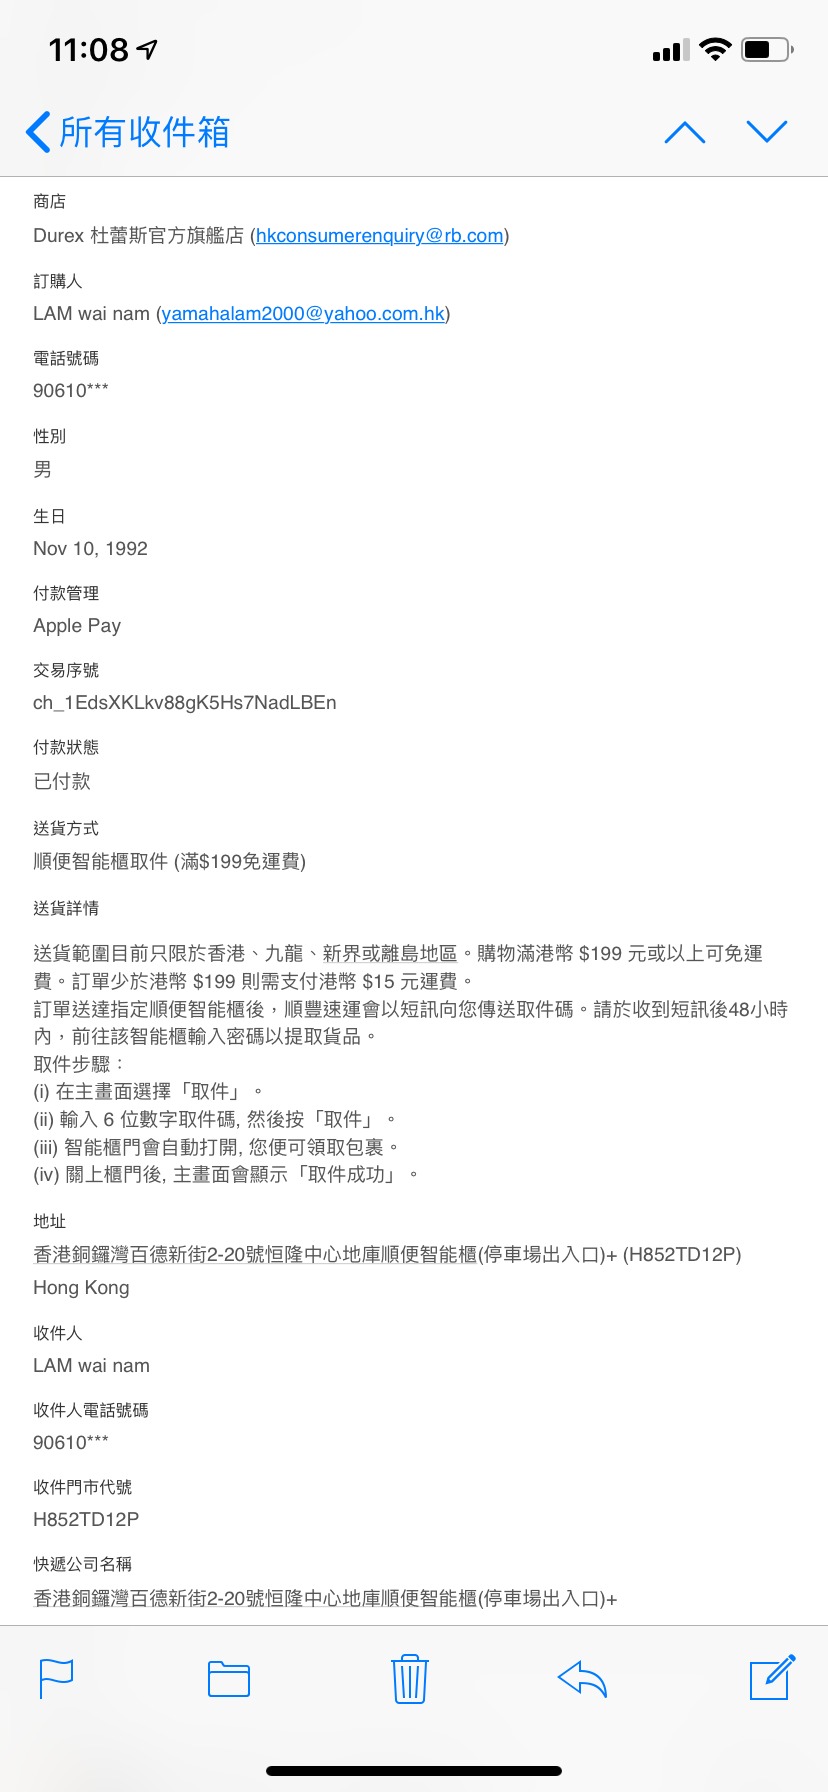 11:08
所有收件箱
商店
Durex 杜蕾斯官方旗艦店 (hkconsumerenquiry@rb.com)
訂購人
LAM wai nam (yamahalam2000@yahoo.com.hk)
電話號碼
90610***
性別
男
生日
Nov 10, 1992
付款管理
Apple Pay
交易序號
ch_1EdsXKLkv88gK5Hs7NadLBEn
付款狀態
已付款
送貨方式
順便智能櫃取件 (滿$199免運費)
送貨詳情
送貨範圍目前只限於香港、九龍、新界或離島地區。購物滿港幣 $199 元或以上可免運
費。訂單少於港幣 $199 則需支付港幣 $15 元運費。
訂單送達指定順便智能櫃後，順豐速運會以短訊向您傳送取件碼。請於收到短訊後48小時
內，前往該智能櫃輸入密碼以提取貨品。
取件步驟：
(i) 在主畫面選擇「取件」。
(ii) 輸入 6 位數字取件碼, 然後按「取件」。
(iii) 智能櫃門會自動打開, 您便可領取包裹。
(iv) 關上櫃門後, 主畫面會顯示「取件成功」。
地址
香港銅鑼灣百德新街2-20號恒隆中心地庫順便智能櫃(停車場出入口)+ (H852TD12P)
Hong Kong
收件人
LAM wai nam
收件人電話號碼
90610***
收件門市代號
H852TD12P
快遞公司名稱
香港銅鑼灣百德新街2-20號恒隆中心地庫順便智能櫃(停車場出入口)+